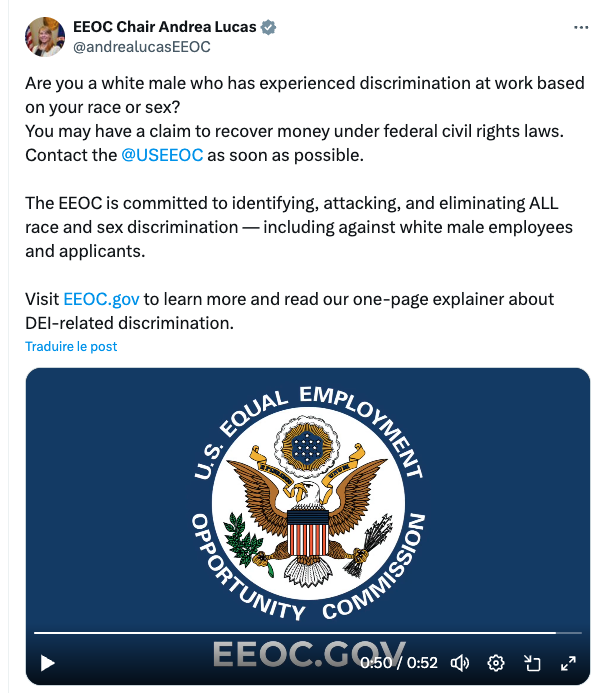 EEOC Chair Andrea Lucas
@andrealucasEEOC
Are you a white male who has experienced discrimination at work based
on your race or sex?
You may have a claim to recover money under federal civil rights laws.
Contact the @USEEOC as soon as possible.
The EEOC is committed to identifying, attacking, and eliminating ALL
race and sex discrimination — including against white male employees
and applicants.
Visit EEOC.gov to learn more and read our one-page explainer about
DEI-related discrimination.
Traduire le post
U.S. EQUAL EMPLOYMENT
OPPORTUNITY COMMISSION
EEOC.GOV
0:50 / 0:52